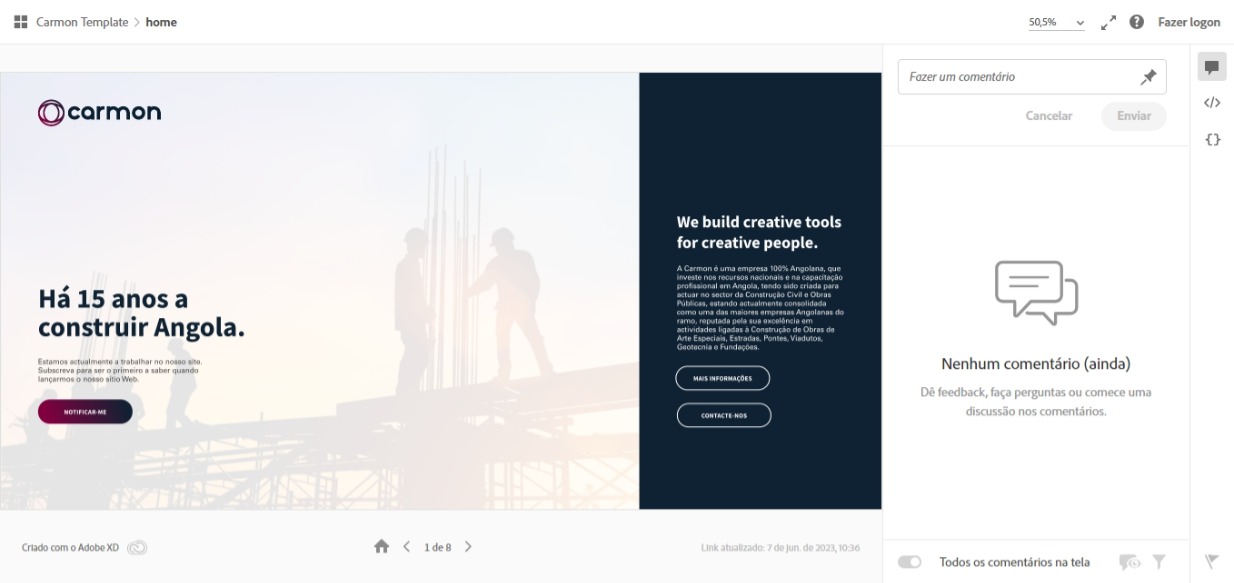 Carmon Template > home
50,5%
Fazer logon
carmon
Há 15 anos a
construir Angola.
Estamos actualmente a trabalhar no nosso site.
Subscreva para ser o primeiro a saber quando
lançarmos o nosso sítio Web.
NOTIFICAR-ME
We build creative tools
for creative people.
A Carmon é uma empresa 100% Angolana, que
investe nos recursos nacionais e na capacitação
profissional em Angola, tendo sido criada para
actuar no sector da Construção Civil e Obras
Públicas, estando actualmente consolidada
como uma das maiores empresas Angolanas do
ramo, reputada pela sua excelência em
actividades ligadas à Construção de Obras de
Arte Especiais, Estradas, Pontes, Viadutos,
Geotecnia e Fundações.
MAIS INFORMAÇÕES
CONTACTE-NOS
Fazer um comentário
Cancelar
Enviar
Nenhum comentário (ainda)
Dê feedback, faça perguntas ou comece uma
discussão nos comentários.
Criado com o Adobe XD
1 de 8
Link atualizado: 7 de jun. de 2023, 10:36
Todos os comentários na tela